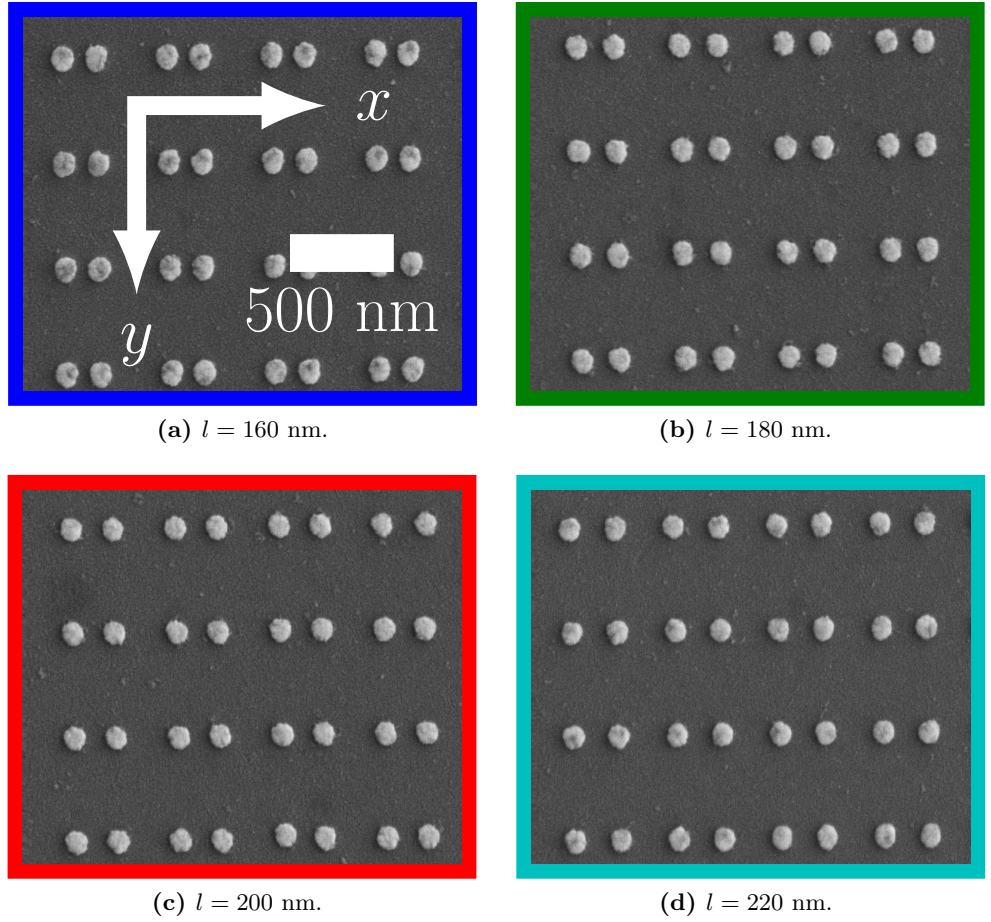 x
500 nm
y
(a) l = 160 nm.
(b) l = 180 nm.
(c) l = 200 nm.
(d) l = 220 nm.